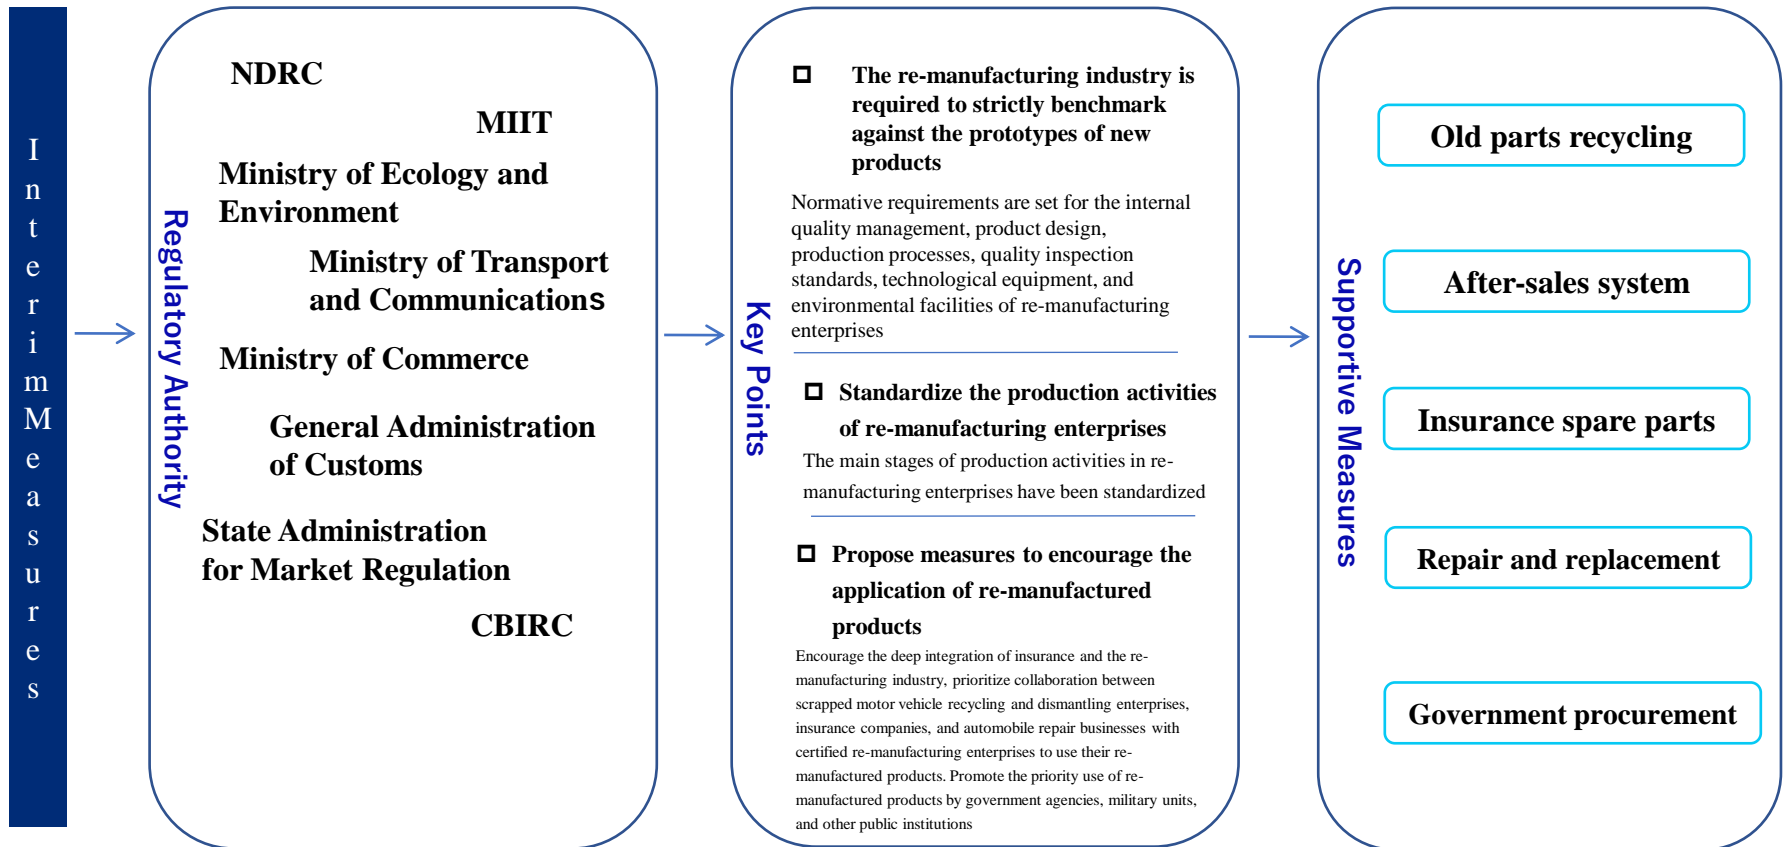 Interim Measures
Regulatory Authority
NDRC
MIIT
Ministry of Ecology and
Environment
Ministry of Transport
and Communications
Ministry of Commerce
General Administration
of Customs
State Administration
for Market Regulation
CBIRC
Key Points
The re-manufacturing industry is
required to strictly benchmark
against the prototypes of new
products
Normative requirements are set for the internal
quality management, product design,
production processes, quality inspection
standards, technological equipment, and
environmental facilities of re-manufacturing
enterprises
Standardize the production activities
of re-manufacturing enterprises
The main stages of production activities in re-
manufacturing enterprises have been standardized
Propose measures to encourage the
application of re-manufactured
products
Encourage the deep integration of insurance and the re-
manufacturing industry, prioritize collaboration between
scrapped motor vehicle recycling and dismantling enterprises,
insurance companies, and automobile repair businesses with
certified re-manufacturing enterprises to use their re-
manufactured products. Promote the priority use of re-
manufactured products by government agencies, military units,
and other public institutions
Supportive Measures
Old parts recycling
After-sales system
Insurance spare parts
Repair and replacement
Government procurement